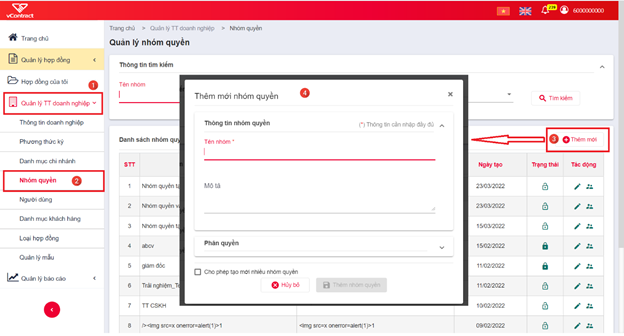 vContract
23+
6000000000
Trang chủ
Quản lý hợp đồng
Hợp đồng của tôi
1
Quản lý TT doanh nghiệp
Thông tin doanh nghiệp
Phương thức ký
Danh mục chi nhánh
Nhóm quyền 2
Người dùng
Danh mục khách hàng
Loại hợp đồng
Quản lý mẫu
Quản lý báo cáo
Trang chủ > Quản lý TT doanh nghiệp > Nhóm quyền
Quản lý nhóm quyền
Thông tin tìm kiếm
Tên nhóm
Tìm kiếm
Danh sách nhóm quyền
3 Thêm mới
STT Ngày tạo Trạng thái Tác động
1 Nhóm quyền 23/03/2022
2 Nhóm quyền 23/03/2022
3 Nhóm quyền 15/03/2022
4 abcv 15/02/2022
5 giám đốc 11/02/2022
6 Trải nghiệm 11/02/2022
7 TT CSKH 10/02/2022
8 /><Img src=x onerror=alert(1)>1 <Img src=x onerror=alert(1)>1 09/02/2022
Thêm mới nhóm quyền 4
Thông tin nhóm quyền (*) Thông tin cần nhập đầy đủ
Tên nhóm *
Mô tả
Phân quyền
Cho phép tạo mới nhiều nhóm quyền
Hủy bỏ
Thêm nhóm quyền